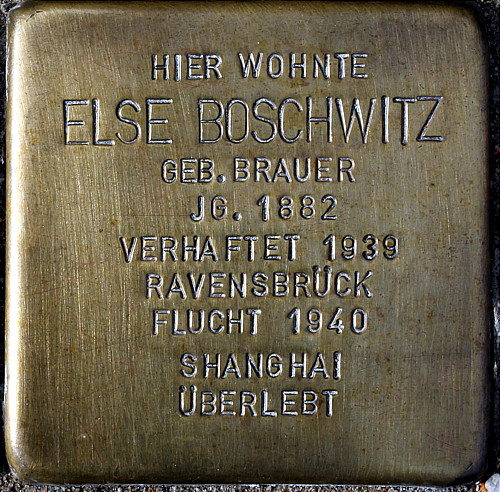 HIER WOHNTE
ELSE BOSCHWITZ
GEB. BRAUER
JG. 1882
VERHAFTET 1939
RAVENSBRÜCK
FLUCHT 1940
SHANGHAI
ÜBERLEBT